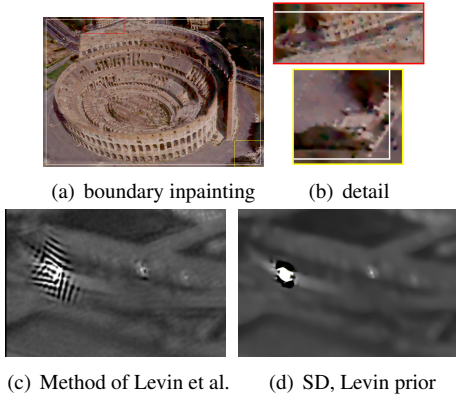 (a) boundary inpainting
(b) detail
(c) Method of Levin et al.
(d) SD, Levin prior